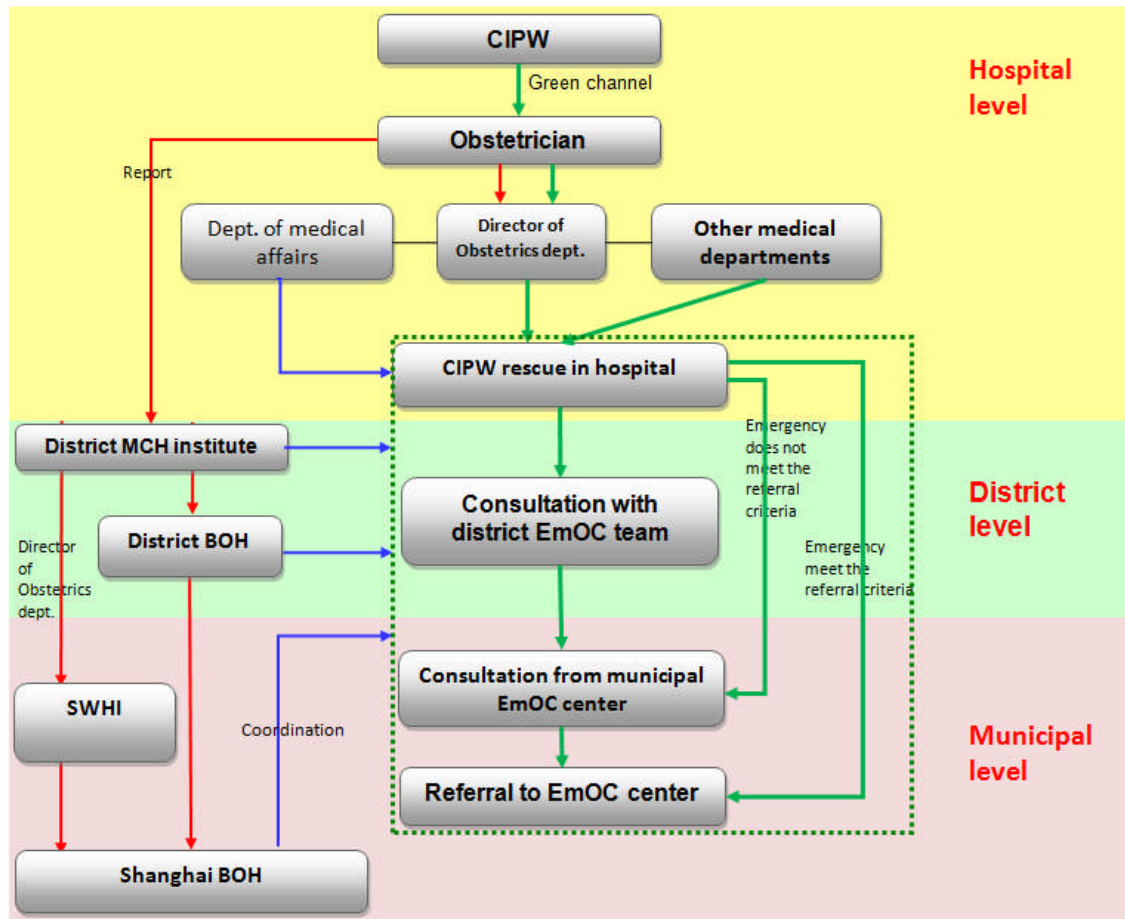 CIPW
Hospital
level
Green channel
Obstetrician
Report
Dept. of medical
affairs
Director of
Obstetrics dept.
Other medical
departments
CIPW rescue in hospital
District MCH institute
Emergency
does not
meet the
referral
criteria
Consultation with
district EmOC team
District
level
District BOH
Director
of
Obstetrics
dept.
Emergency
meet the
referral criteria
Consultation from municipal
EmOC center
SWHI
Coordination
Municipal
level
Referral to EmOC center
Shanghai BOH